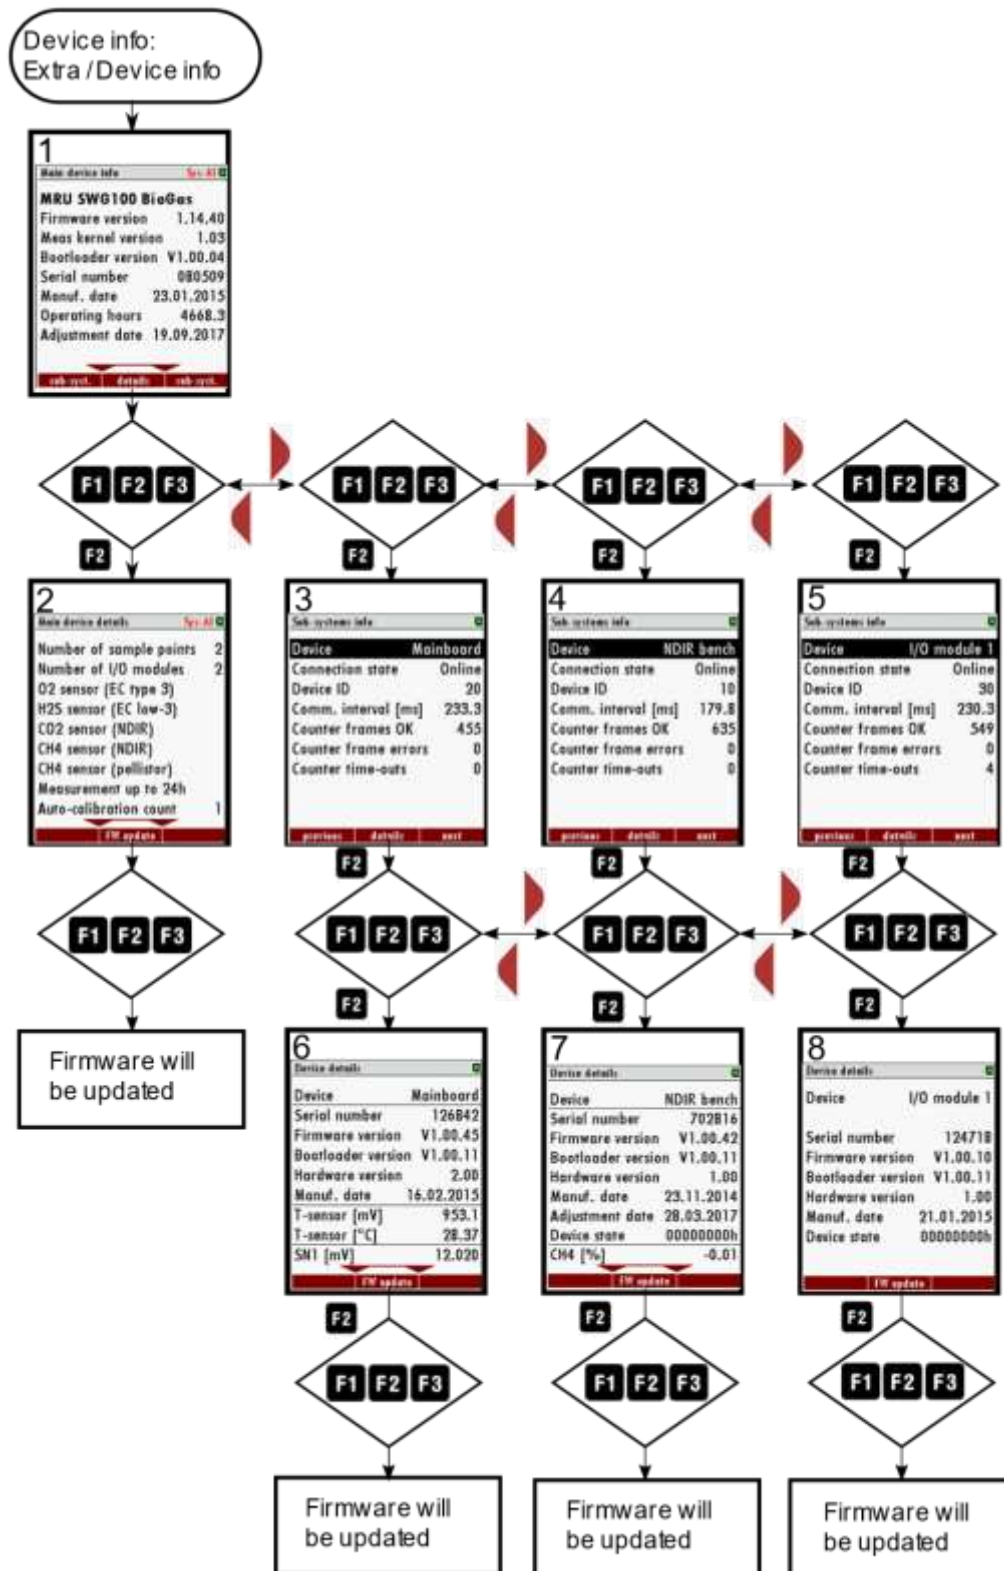 Device info:
Extra / Device info
1
Main device info Sys-AI
MRU SWG100 BioGas
Firmware version 1.14.40
Meas kernel version 1.03
Bootloader version V1.00.04
Serial number 080509
Manuf. date 23.01.2015
Operating hours 4668.3
Adjustment date 19.09.2017
sub-syst. details sub-syst.
F1 F2 F3
F1 F2 F3
F1 F2 F3
F1 F2 F3
F2
F2
F2
F2
2
Main device details Sys-AI
Number of sample points 2
Number of I/O modules 2
O2 sensor (EC type 3)
H2S sensor (EC low-3)
CO2 sensor (NDIR)
CH4 sensor (NDIR)
CH4 sensor (pellistor)
Measurement up to 24h
Auto-calibration count 1
FW update
3
Sub-systems info
Device Mainboard
Connection state Online
Device ID 20
Comm. interval [ms] 233.3
Counter frames OK 455
Counter frame errors 0
Counter time-outs 0
previous details next
4
Sub-systems info
Device NDIR bench
Connection state Online
Device ID 10
Comm. interval [ms] 179.8
Counter frames OK 635
Counter frame errors 0
Counter time-outs 0
previous details next
5
Sub-systems info
Device I/O module 1
Connection state Online
Device ID 30
Comm. interval [ms] 230.3
Counter frames OK 549
Counter frame errors 0
Counter time-outs 4
previous details next
F2
F2
F2
F1 F2 F3
F1 F2 F3
F1 F2 F3
F1 F2 F3
F2
F2
F2
Firmware will
be updated
6
Device details
Device Mainboard
Serial number 126842
Firmware version V1.00.45
Bootloader version V1.00.11
Hardware version 2.00
Manuf. date 16.02.2015
T-sensor [mV] 953.1
T-sensor [°C] 28.37
SN1 [mV] 12.020
FW update
7
Device details
Device NDIR bench
Serial number 702816
Firmware version V1.00.42
Bootloader version V1.00.11
Hardware version 1.00
Manuf. date 23.11.2014
Adjustment date 28.03.2017
Device state 00000000h
CH4 [%] -0.01
FW update
8
Device details
Device I/O module 1
Serial number 124718
Firmware version V1.00.10
Bootloader version V1.00.11
Hardware version 1.00
Manuf. date 21.01.2015
Device state 00000000h
FW update
F2
F2
F2
F1 F2 F3
F1 F2 F3
F1 F2 F3
Firmware will
be updated
Firmware will
be updated
Firmware will
be updated